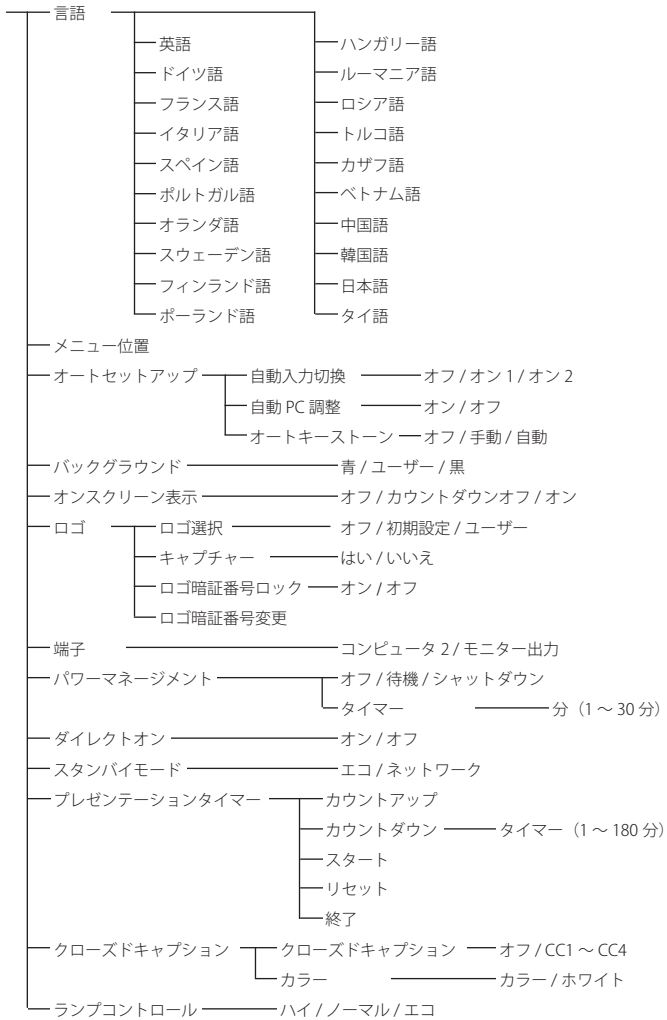 言語
英語 ハンガリー語
ドイツ語 ルーマニア語
フランス語 ロシア語
イタリア語 トルコ語
スペイン語 カザフ語
ポルトガル語 ベトナム語
オランダ語 中国語
スウェーデン語 韓国語
フィンランド語 日本語
ポーランド語 タイ語
メニュー位置
オートセットアップ 自動入力切換 オフ / オン 1 / オン 2
自動 PC 調整 オン / オフ
オートキーストーン オフ / 手動 / 自動
バックグラウンド 青 / ユーザー / 黒
オンスクリーン表示 オフ / カウントダウンオフ / オン
ロゴ ロゴ選択 オフ / 初期設定 / ユーザー
キャプチャー はい / いいえ
ロゴ暗証番号ロック オン / オフ
ロゴ暗証番号変更
端子 コンピュータ 2 / モニター出力
パワーマネージメント オフ / 待機 / シャットダウン
タイマー 分（1 ～ 30 分）
ダイレクトオン オン / オフ
スタンバイモード エコ / ネットワーク
プレゼンテーションタイマー カウントアップ
カウントダウン タイマー（1 ～ 180 分）
スタート
リセット
終了
クローズドキャプション クローズドキャプション オフ / CC1 ～ CC4
カラー カラー / ホワイト
ランプコントロール ハイ / ノーマル / エコ